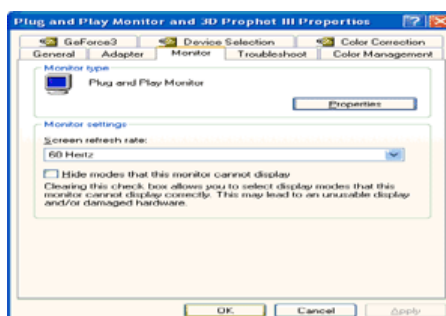 Plug and Play Monitor and 3D Prophet III Properties
GeForce3 Device Selection Color Correction
General Adapter Monitor Troubleshoot Color Management
Monitor type
Plug and Play Monitor
Properties
Monitor settings
Screen refresh rate:
60 Hertz
Hide modes that this monitor cannot display
Clearing this check box allows you to select display modes that this
monitor cannot display correctly. This may lead to an unusable display
and/or damaged hardware.
OK Cancel Apply